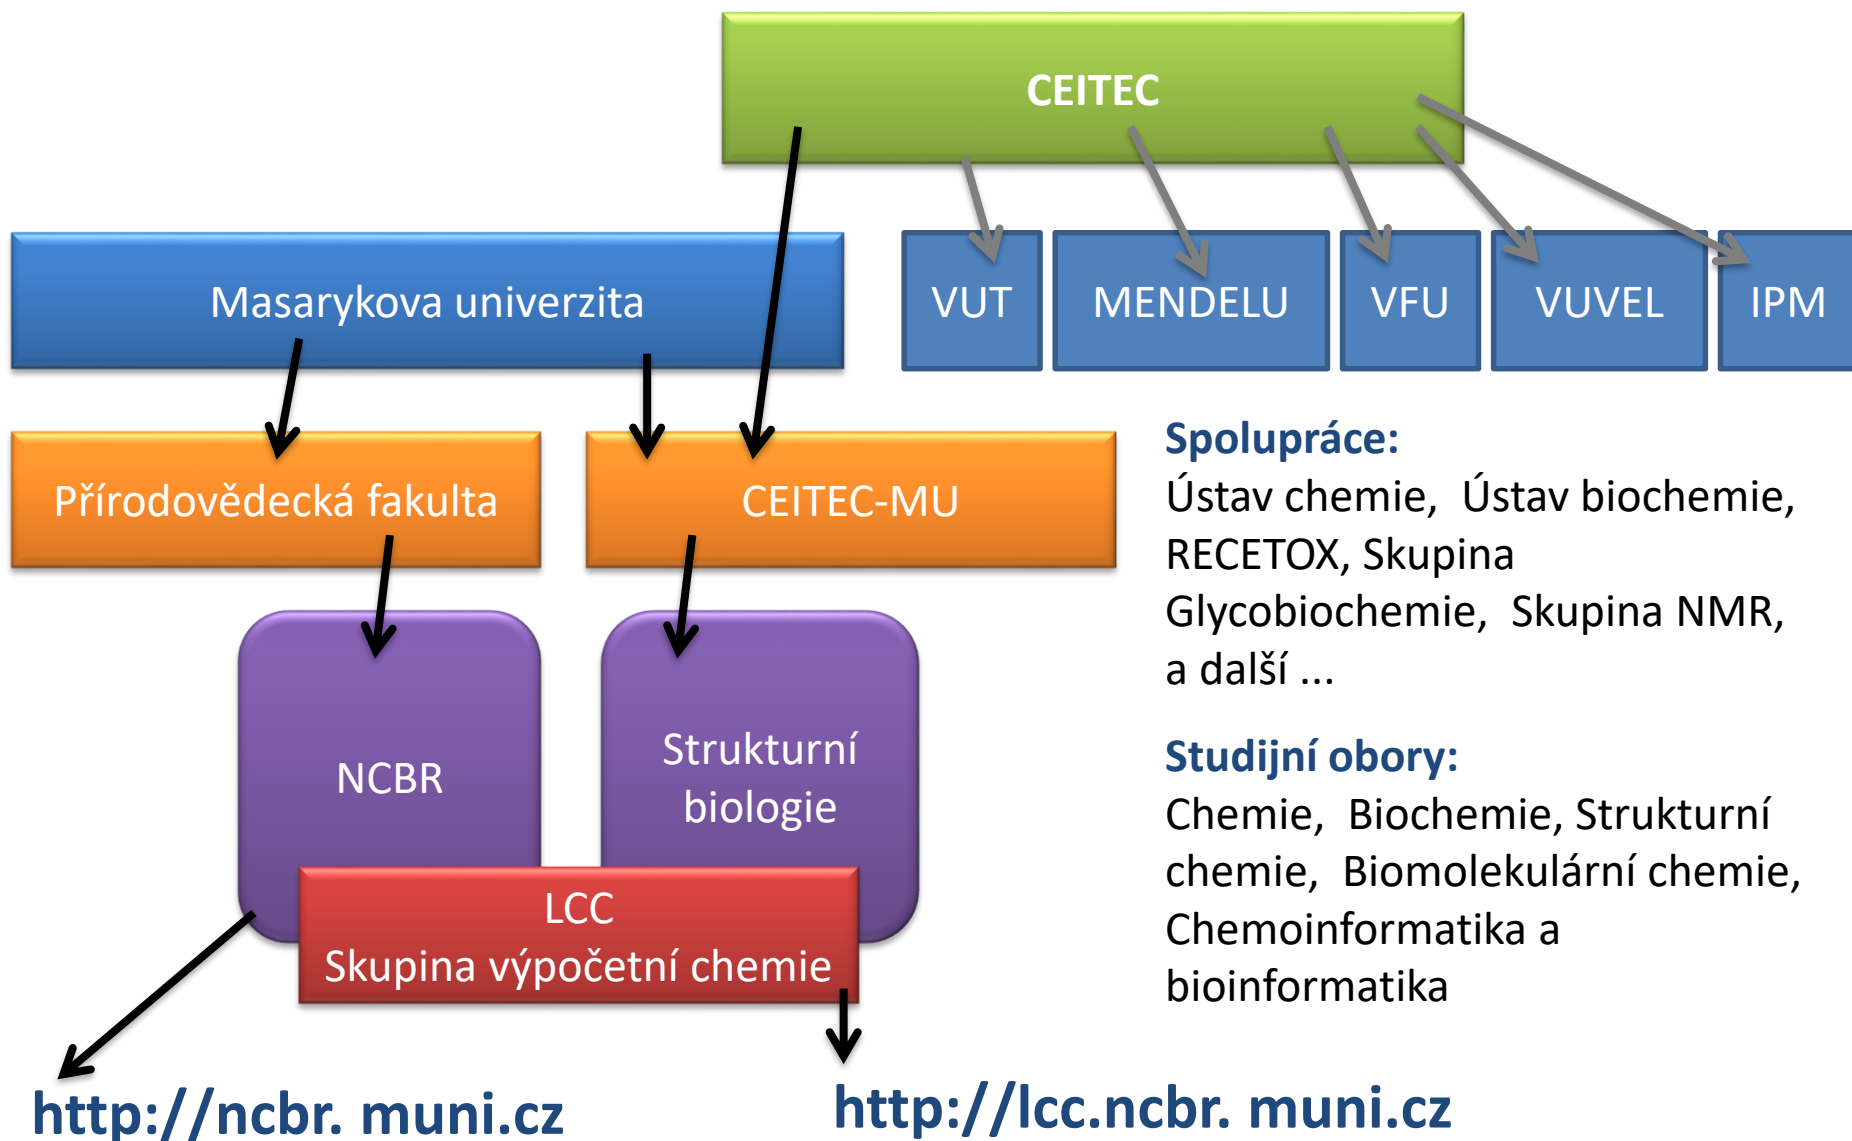 CEITEC
Masarykova univerzita
VUT
MENDELU
VFU
VUVEL
IPM
Přírodovědecká fakulta
CEITEC-MU
Spolupráce:
Ústav chemie, Ústav biochemie,
RECETOX, Skupina
Glycobiochemie, Skupina NMR,
a další ...
NCBR
Strukturní
biologie
Studijní obory:
Chemie, Biochemie, Strukturní
chemie, Biomolekulární chemie,
Chemoinformatika a
bioinformatika
LCC
Skupina výpočetní chemie
http://ncbr. muni.cz
http://lcc.ncbr. muni.cz